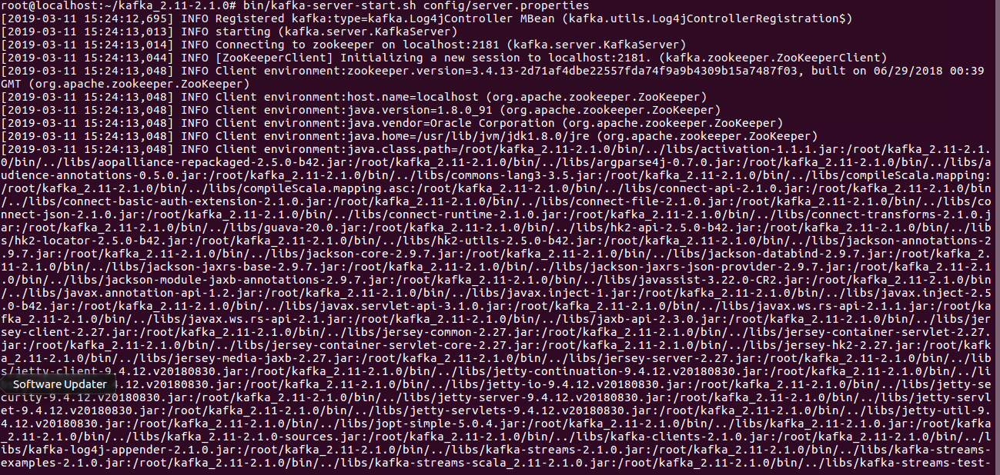 root@localhost:~/kafka_2.11-2.1.0# bin/kafka-server-start.sh config/server.properties
[2019-03-11 15:24:12,695] INFO Registered kafka:type=kafka.Log4jController MBean (kafka.utils.Log4jControllerRegistration$)
[2019-03-11 15:24:13,013] INFO starting (kafka.server.KafkaServer)
[2019-03-11 15:24:13,014] INFO Connecting to zookeeper on localhost:2181 (kafka.server.KafkaServer)
[2019-03-11 15:24:13,044] INFO [ZooKeeperClient] Initializing a new session to localhost:2181. (kafka.zookeeper.ZooKeeperClient)
[2019-03-11 15:24:13,048] INFO Client environment:zookeeper.version=3.4.13-2d71af4dbe22557fda74f9a9b4309b15a7487f03, built on 06/29/2018 00:39
GMT (org.apache.zookeeper.ZooKeeper)
[2019-03-11 15:24:13,048] INFO Client environment:host.name=localhost (org.apache.zookeeper.ZooKeeper)
[2019-03-11 15:24:13,048] INFO Client environment:java.version=1.8.0_91 (org.apache.zookeeper.ZooKeeper)
[2019-03-11 15:24:13,048] INFO Client environment:java.vendor=Oracle Corporation (org.apache.zookeeper.ZooKeeper)
[2019-03-11 15:24:13,048] INFO Client environment:java.home=/usr/lib/jvm/jdk1.8.0/jre (org.apache.zookeeper.ZooKeeper)
[2019-03-11 15:24:13,048] INFO Client environment:java.class.path=/root/kafka_2.11-2.1.0/bin/../libs/activation-1.1.1.jar:/root/kafka_2.11-2.1.
0/bin/../libs/aopalliance-repackaged-2.5.0-b42.jar:/root/kafka_2.11-2.1.0/bin/../libs/argparse4j-0.7.0.jar:/root/kafka_2.11-2.1.0/bin/../libs/a
udience-annotations-0.5.0.jar:/root/kafka_2.11-2.1.0/bin/../libs/commons-lang3-3.5.jar:/root/kafka_2.11-2.1.0/bin/../libs/compileScala.mapping:
/root/kafka_2.11-2.1.0/bin/../libs/compileScala.mapping.asc:/root/kafka_2.11-2.1.0/bin/../libs/connect-api-2.1.0.jar:/root/kafka_2.11-2.1.0/bin
/../libs/connect-basic-auth-extension-2.1.0.jar:/root/kafka_2.11-2.1.0/bin/../libs/connect-file-2.1.0.jar:/root/kafka_2.11-2.1.0/bin/../libs/co
nnect-json-2.1.0.jar:/root/kafka_2.11-2.1.0/bin/../libs/connect-runtime-2.1.0.jar:/root/kafka_2.11-2.1.0/bin/../libs/connect-transforms-2.1.0.j
ar:/root/kafka_2.11-2.1.0/bin/../libs/guava-20.0.jar:/root/kafka_2.11-2.1.0/bin/../libs/hk2-api-2.5.0-b42.jar:/root/kafka_2.11-2.1.0/bin/../lib
s/hk2-locator-2.5.0-b42.jar:/root/kafka_2.11-2.1.0/bin/../libs/hk2-utils-2.5.0-b42.jar:/root/kafka_2.11-2.1.0/bin/../libs/jackson-annotations-2
.9.7.jar:/root/kafka_2.11-2.1.0/bin/../libs/jackson-core-2.9.7.jar:/root/kafka_2.11-2.1.0/bin/../libs/jackson-databind-2.9.7.jar:/root/kafka_2.
11-2.1.0/bin/../libs/jackson-jaxrs-base-2.9.7.jar:/root/kafka_2.11-2.1.0/bin/../libs/jackson-jaxrs-json-provider-2.9.7.jar:/root/kafka_2.11-2.1
.0/bin/../libs/jackson-module-jaxb-annotations-2.9.7.jar:/root/kafka_2.11-2.1.0/bin/../libs/javassist-3.22.0-CR2.jar:/root/kafka_2.11-2.1.0/bin
/../libs/javax.annotation-api-1.2.jar:/root/kafka_2.11-2.1.0/bin/../libs/javax.inject-1.jar:/root/kafka_2.11-2.1.0/bin/../libs/javax.inject-2.5
.0-b42.jar:/root/kafka_2.11-2.1.0/bin/../libs/javax.servlet-api-3.1.0.jar:/root/kafka_2.11-2.1.0/bin/../libs/javax.ws.rs-api-2.1.1.jar:/root/ka
fka_2.11-2.1.0/bin/../libs/javax.ws.rs-api-2.1.jar:/root/kafka_2.11-2.1.0/bin/../libs/jaxb-api-2.3.0.jar:/root/kafka_2.11-2.1.0/bin/../libs/jer
sey-client-2.27.jar:/root/kafka_2.11-2.1.0/bin/../libs/jersey-common-2.27.jar:/root/kafka_2.11-2.1.0/bin/../libs/jersey-container-servlet-2.27.
jar:/root/kafka_2.11-2.1.0/bin/../libs/jersey-container-servlet-core-2.27.jar:/root/kafka_2.11-2.1.0/bin/../libs/jersey-hk2-2.27.jar:/root/kafk
a_2.11-2.1.0/bin/../libs/jersey-media-jaxb-2.27.jar:/root/kafka_2.11-2.1.0/bin/../libs/jersey-server-2.27.jar:/root/kafka_2.11-2.1.0/bin/../lib
s/jetty-client-9.4.12.v20180830.jar:/root/kafka_2.11-2.1.0/bin/../libs/jetty-continuation-9.4.12.v20180830.jar:/root/kafka_2.11-2.1.0/bin/../li
Software Updater 4.12.v20180830.jar:/root/kafka_2.11-2.1.0/bin/../libs/jetty-io-9.4.12.v20180830.jar:/root/kafka_2.11-2.1.0/bin/../libs/jetty-se
curity-9.4.12.v20180830.jar:/root/kafka_2.11-2.1.0/bin/../libs/jetty-server-9.4.12.v20180830.jar:/root/kafka_2.11-2.1.0/bin/../libs/jetty-servl
et-9.4.12.v20180830.jar:/root/kafka_2.11-2.1.0/bin/../libs/jetty-servlets-9.4.12.v20180830.jar:/root/kafka_2.11-2.1.0/bin/../libs/jetty-util-9.
4.12.v20180830.jar:/root/kafka_2.11-2.1.0/bin/../libs/jopt-simple-5.0.4.jar:/root/kafka_2.11-2.1.0/bin/../libs/kafka_2.11-2.1.0.jar:/root/kafka
_2.11-2.1.0/bin/../libs/kafka_2.11-2.1.0-sources.jar:/root/kafka_2.11-2.1.0/bin/../libs/kafka-clients-2.1.0.jar:/root/kafka_2.11-2.1.0/bin/../l
ibs/kafka-log4j-appender-2.1.0.jar:/root/kafka_2.11-2.1.0/bin/../libs/kafka-streams-2.1.0.jar:/root/kafka_2.11-2.1.0/bin/../libs/kafka-streams-
examples-2.1.0.jar:/root/kafka_2.11-2.1.0/bin/../libs/kafka-streams-scala_2.11-2.1.0.jar:/root/kafka_2.11-2.1.0/bin/../libs/kafka-streams-test-